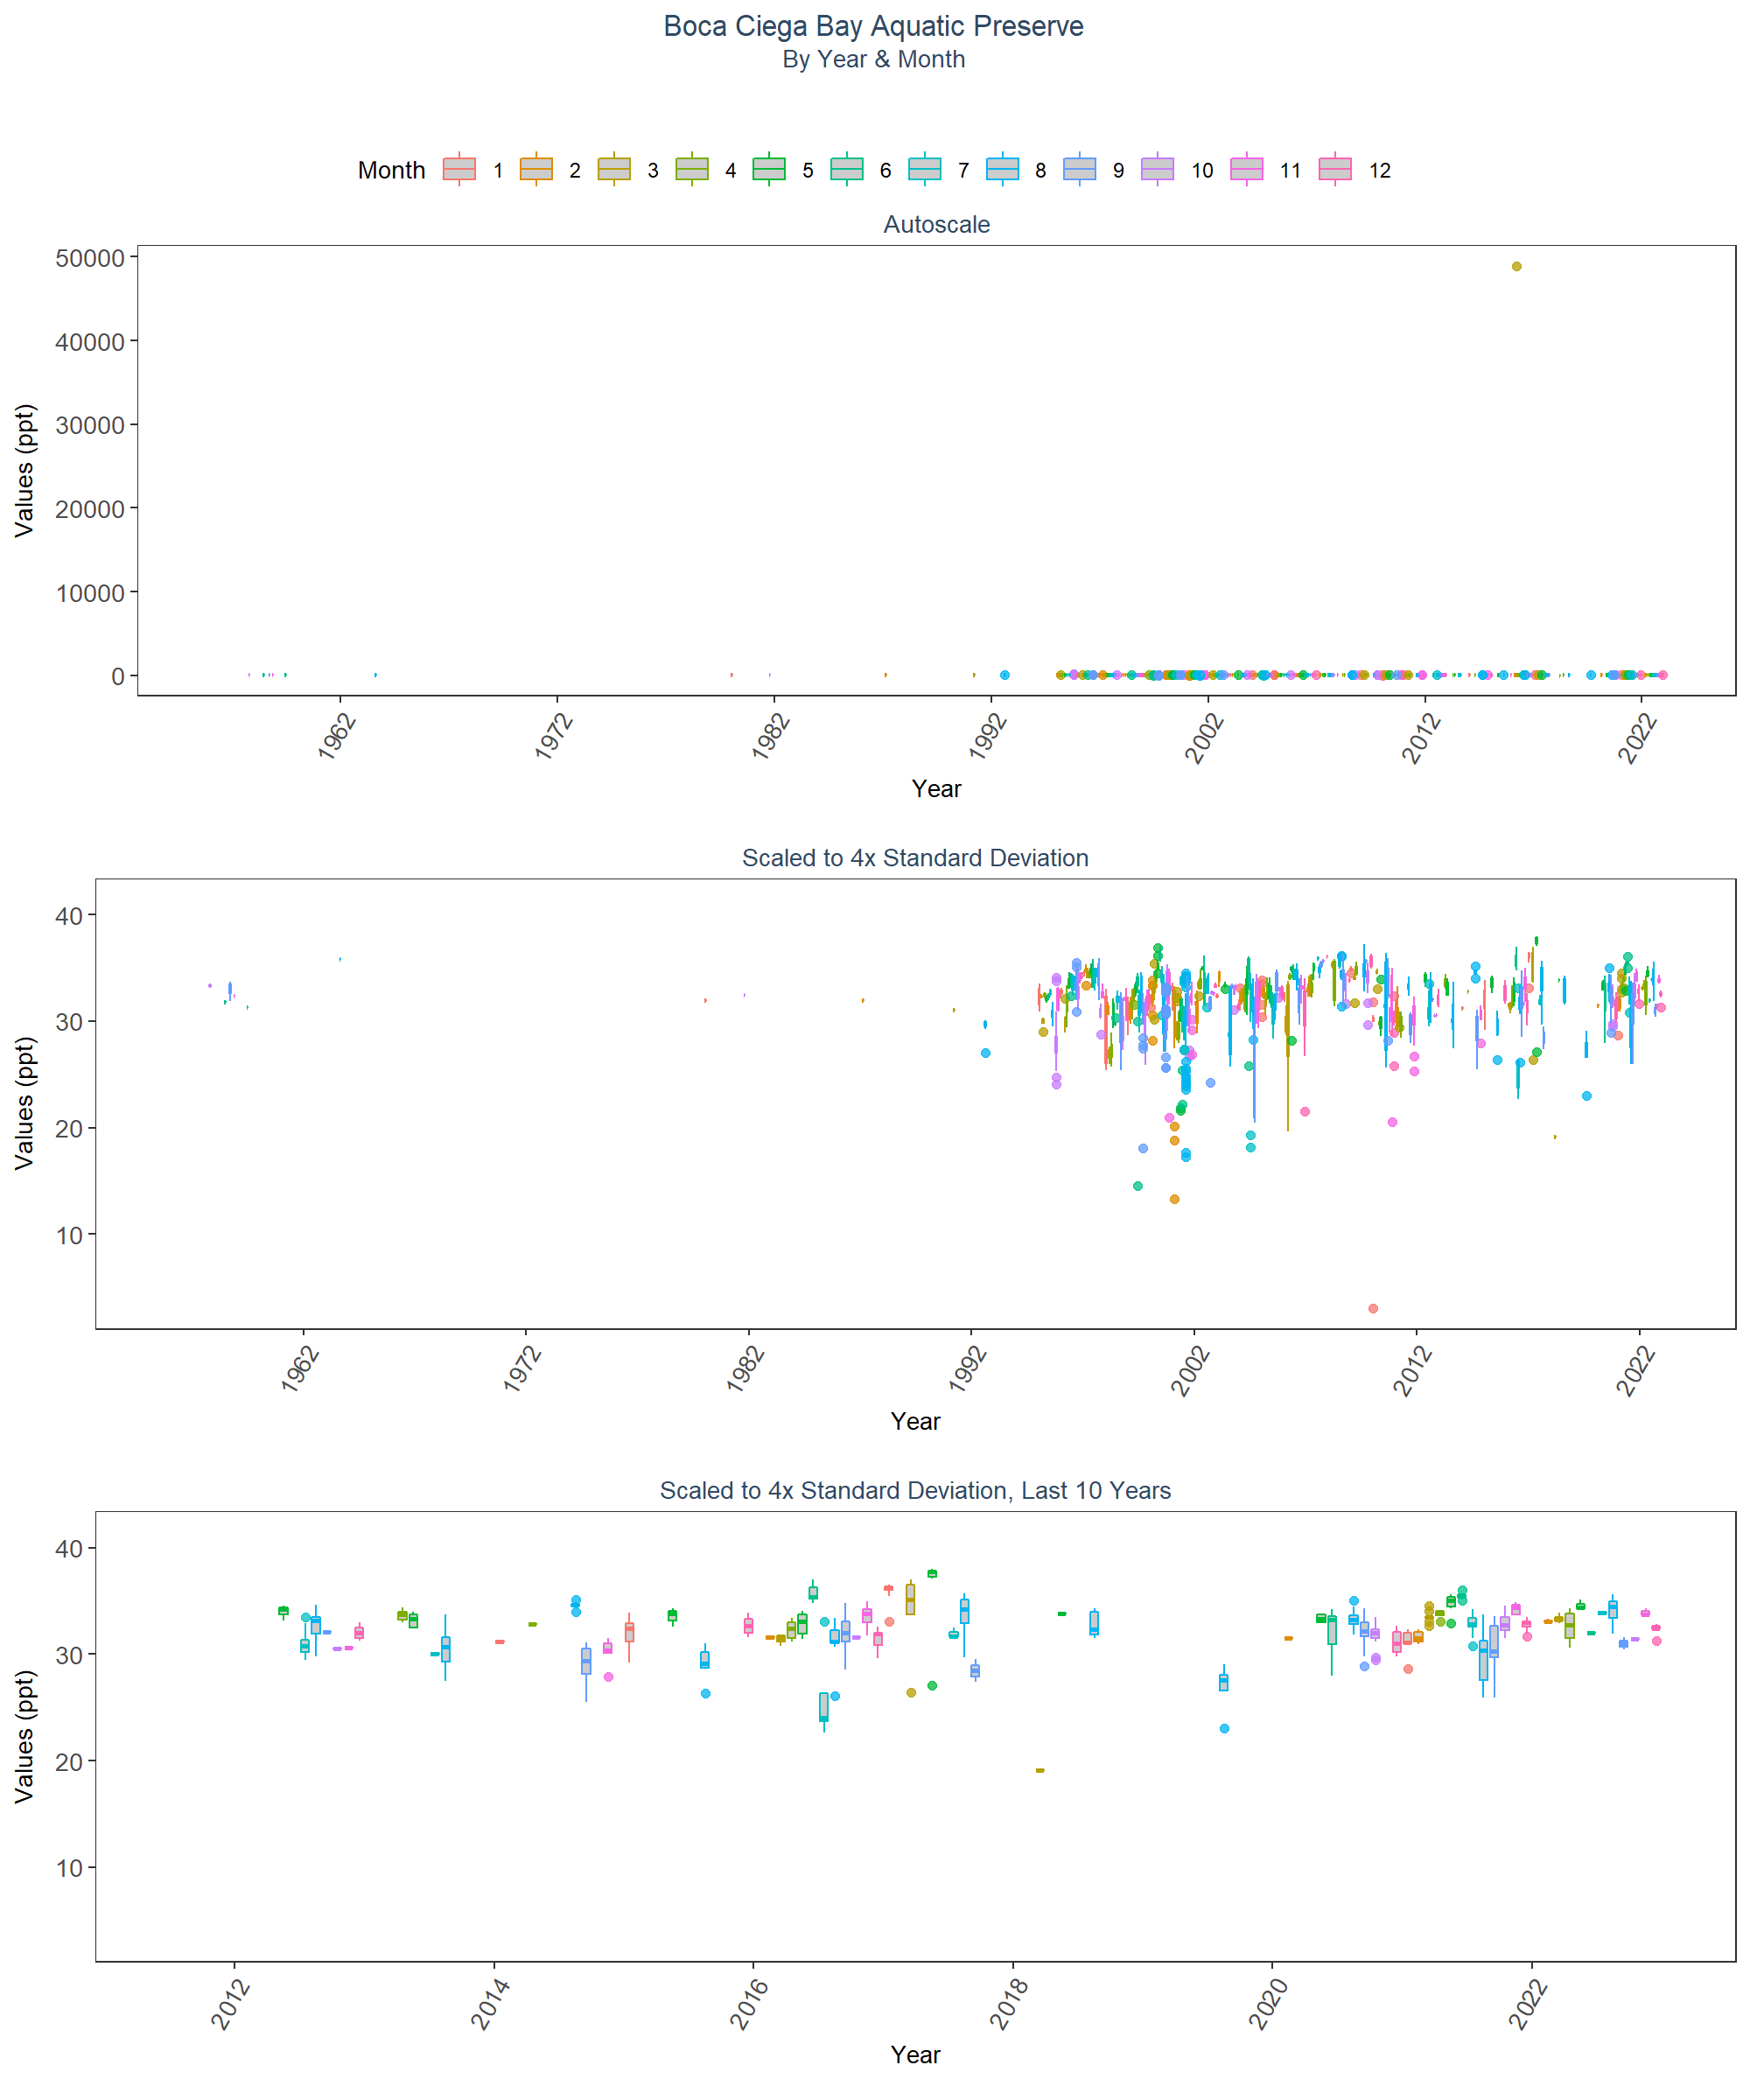 Boca Ciega Bay Aquatic Preserve
By Year & Month
Month 1 2 3 4 5 6 7 8 9 10 11 12
Autoscale
50000
40000
30000
20000
10000
0
Values (ppt)
1962 1972 1982 1992 2002 2012 2022
Year
Scaled to 4x Standard Deviation
40
30
20
10
Values (ppt)
1962 1972 1982 1992 2002 2012 2022
Year
Scaled to 4x Standard Deviation, Last 10 Years
40
30
20
10
Values (ppt)
2012 2014 2016 2018 2020 2022
Year